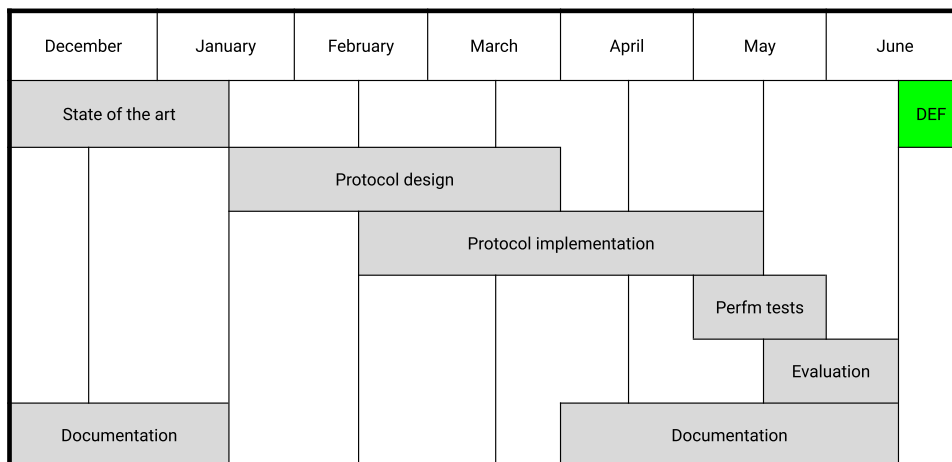 December January February March April May June
State of the art DEF
Protocol design
Protocol implementation
Perfm tests
Evaluation
Documentation Documentation